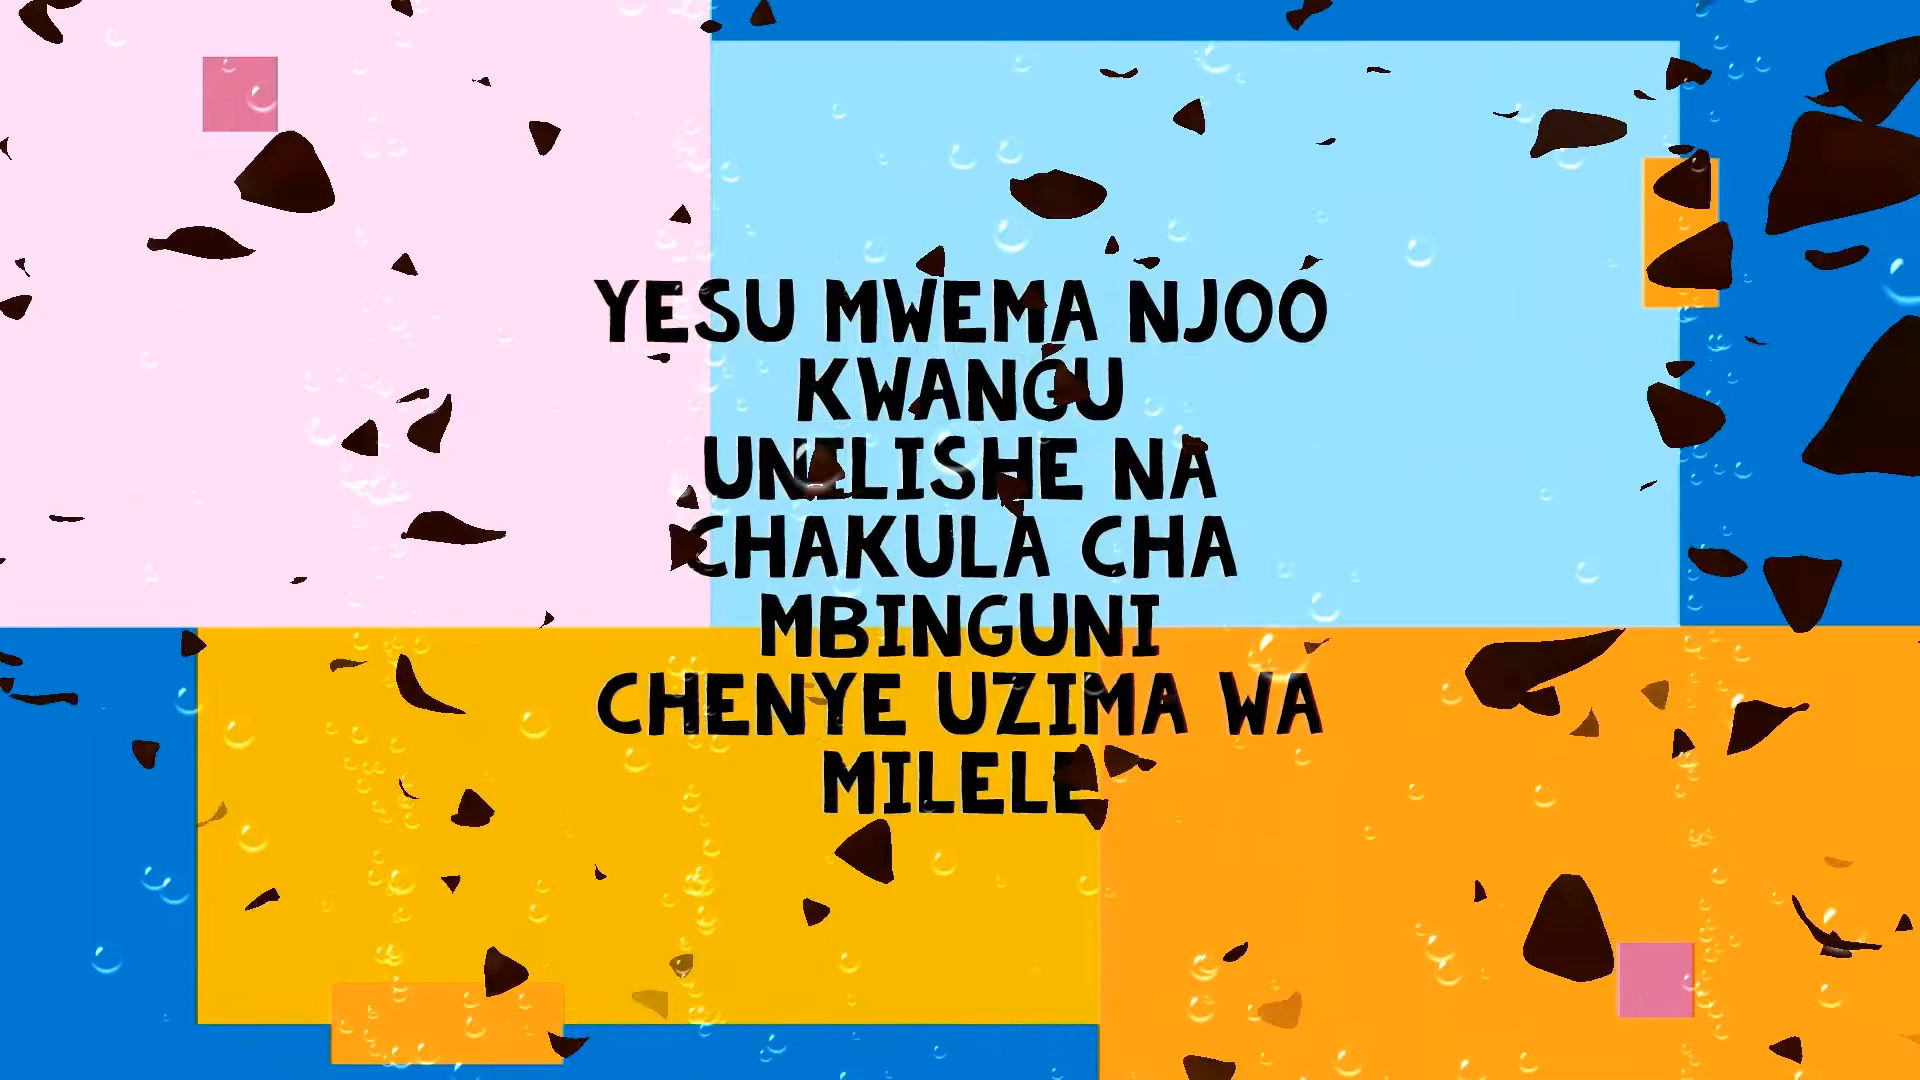 YESU MWEMA NJOO
KWANGU
UNILISHE NA
CHAKULA CHA
MBINGUNI
CHENYE UZIMA WA
MILELE